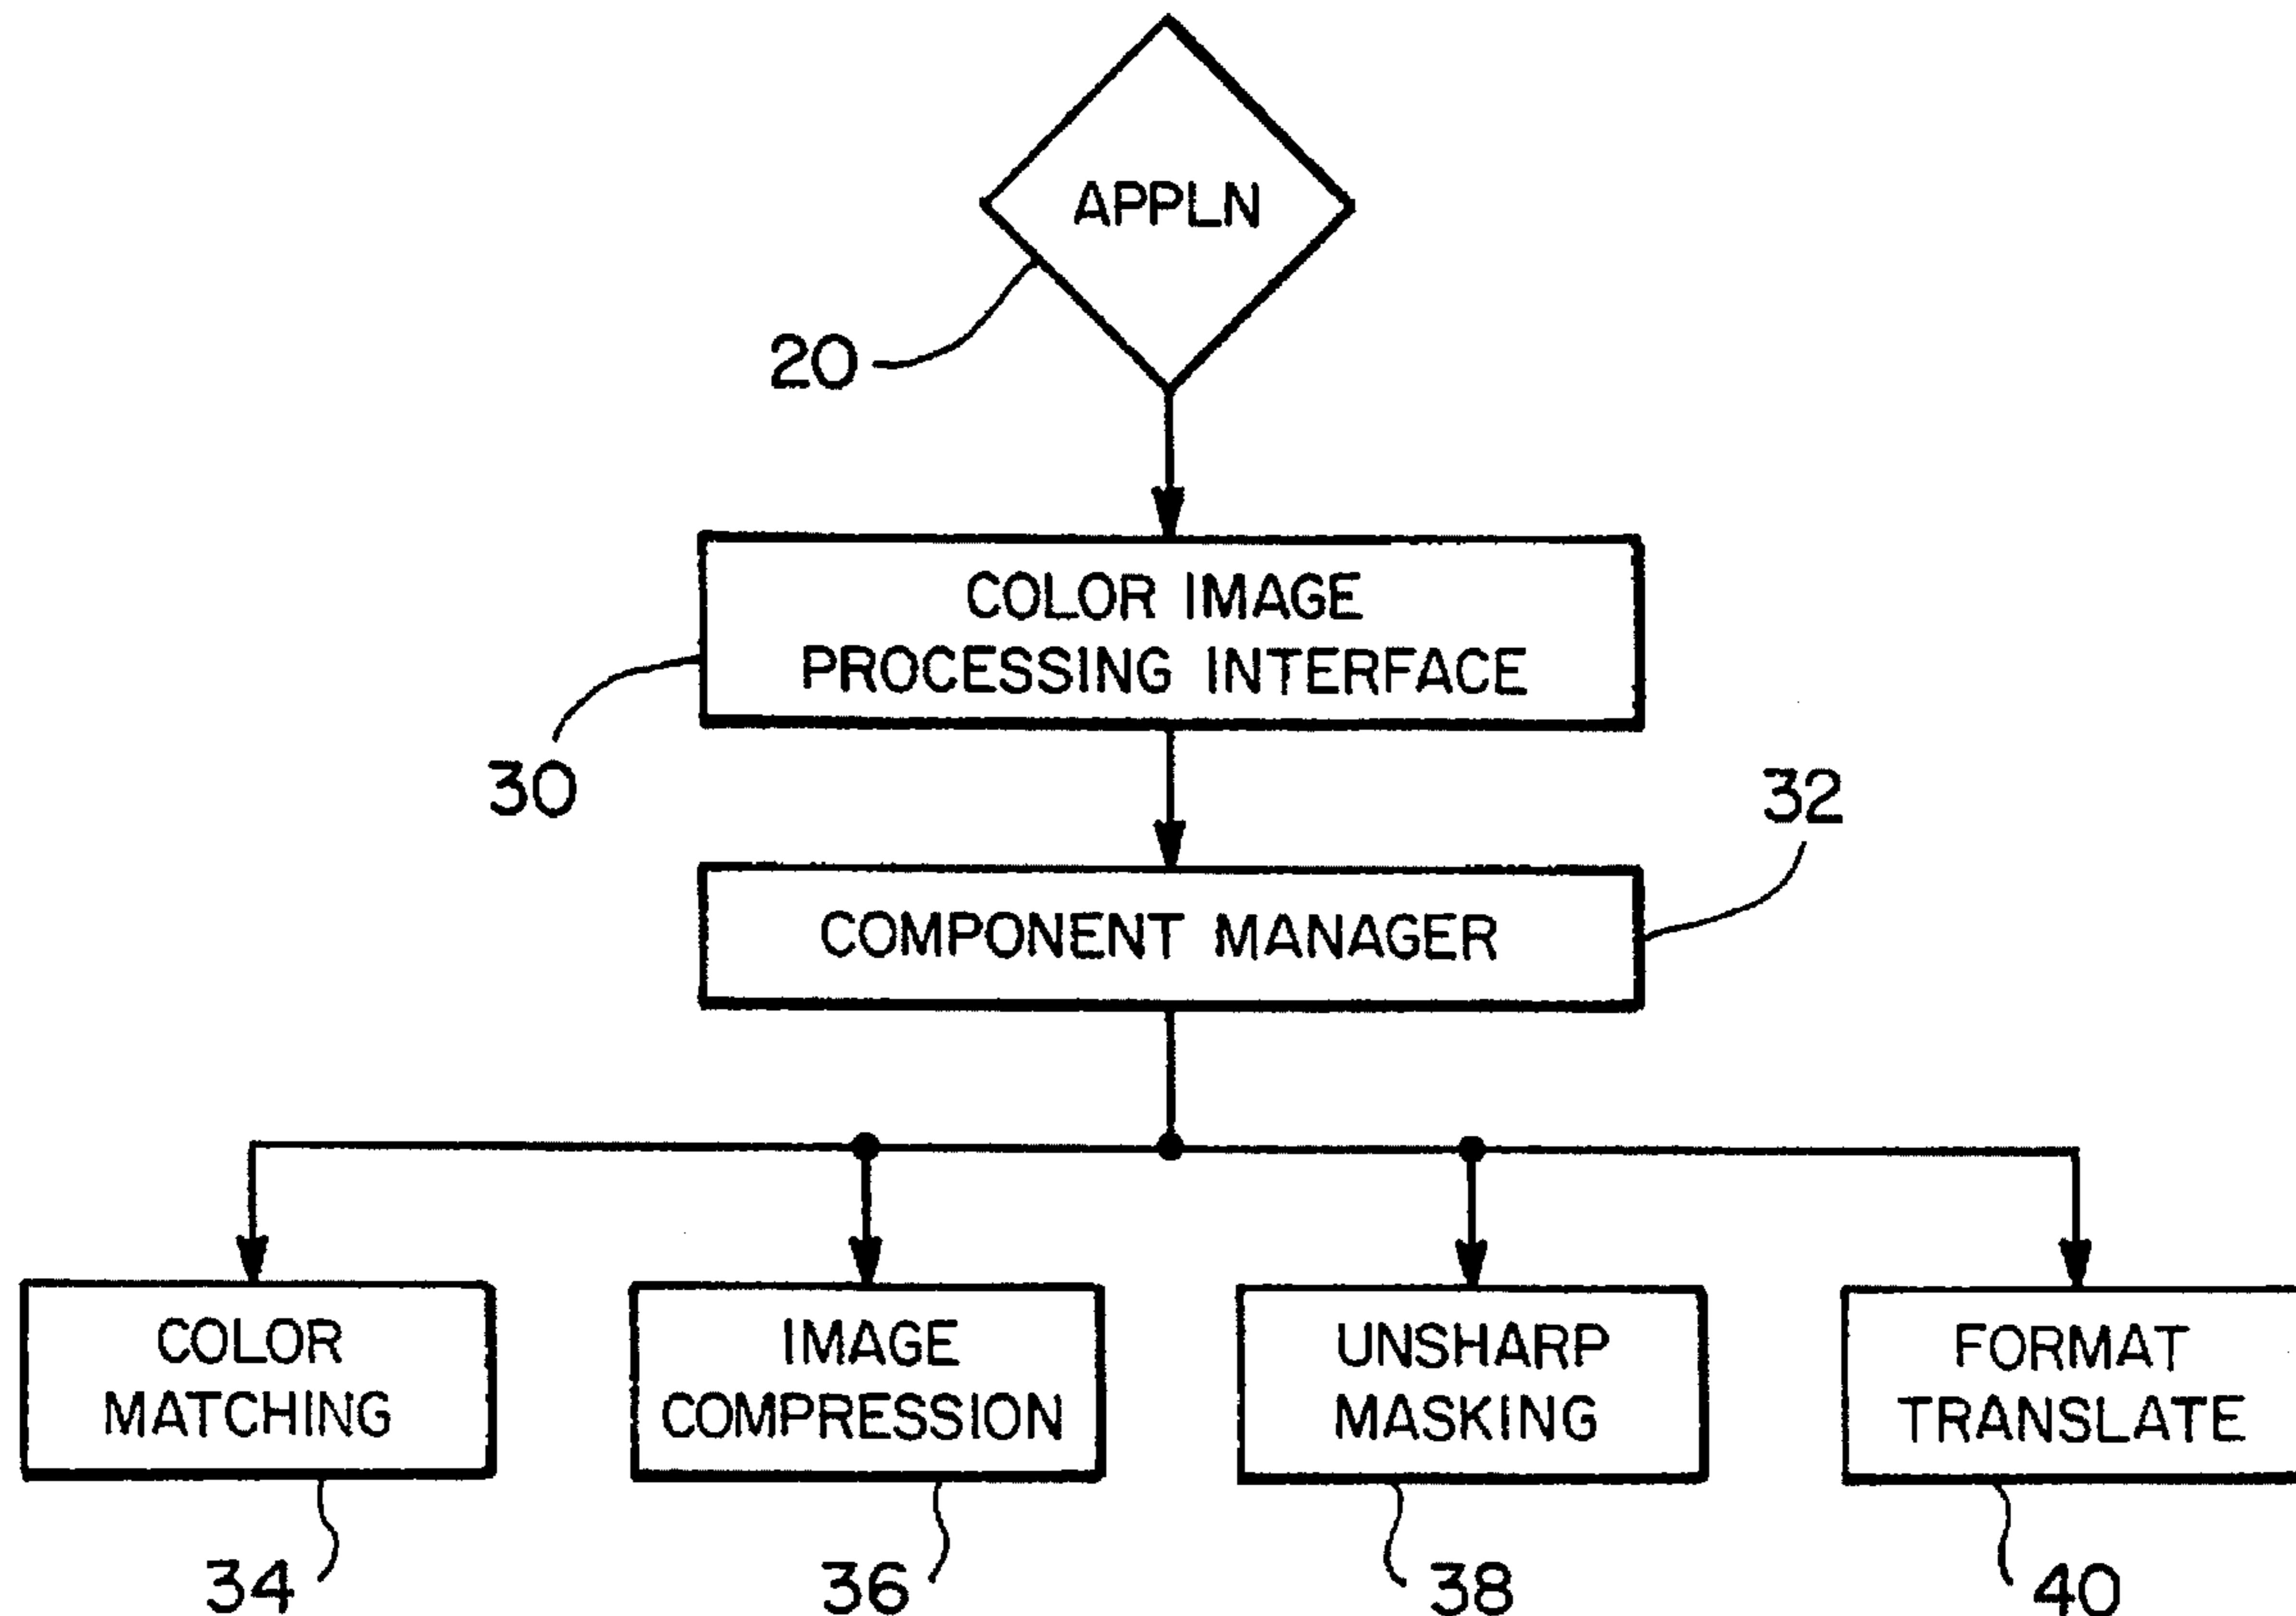 APPLN
20
COLOR IMAGE
PROCESSING INTERFACE
30
32
COMPONENT MANAGER
COLOR
MATCHING
IMAGE
COMPRESSION
UNSHARP
MASKING
FORMAT
TRANSLATE
34
36
38
40